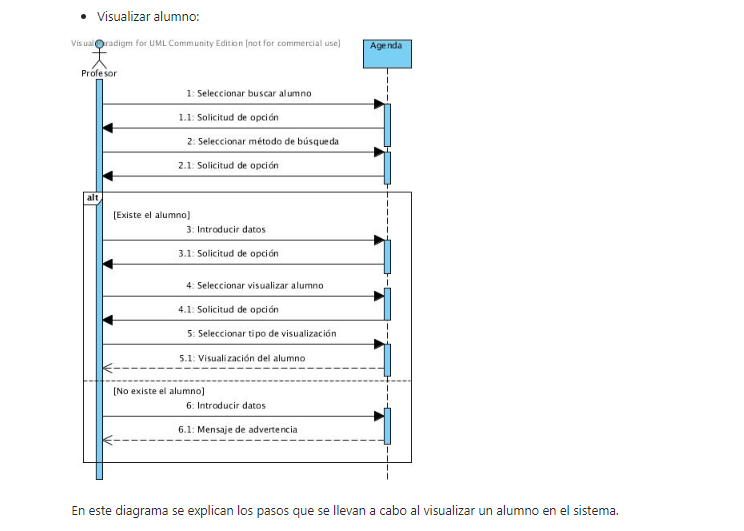 Visualizar alumno:
Visual Paradigm for UML Community Edition [not for commercial use]
Agenda
Profesor
1: Seleccionar buscar alumno
1.1: Solicitud de opción
2: Seleccionar método de búsqueda
2.1: Solicitud de opción
alt
[Existe el alumno]
3: Introducir datos
3.1: Solicitud de opción
4: Seleccionar visualizar alumno
4.1: Solicitud de opción
5: Seleccionar tipo de visualización
5.1: Visualización del alumno
[No existe el alumno]
6: Introducir datos
6.1: Mensaje de advertencia
En este diagrama se explican los pasos que se llevan a cabo al visualizar un alumno en el sistema.